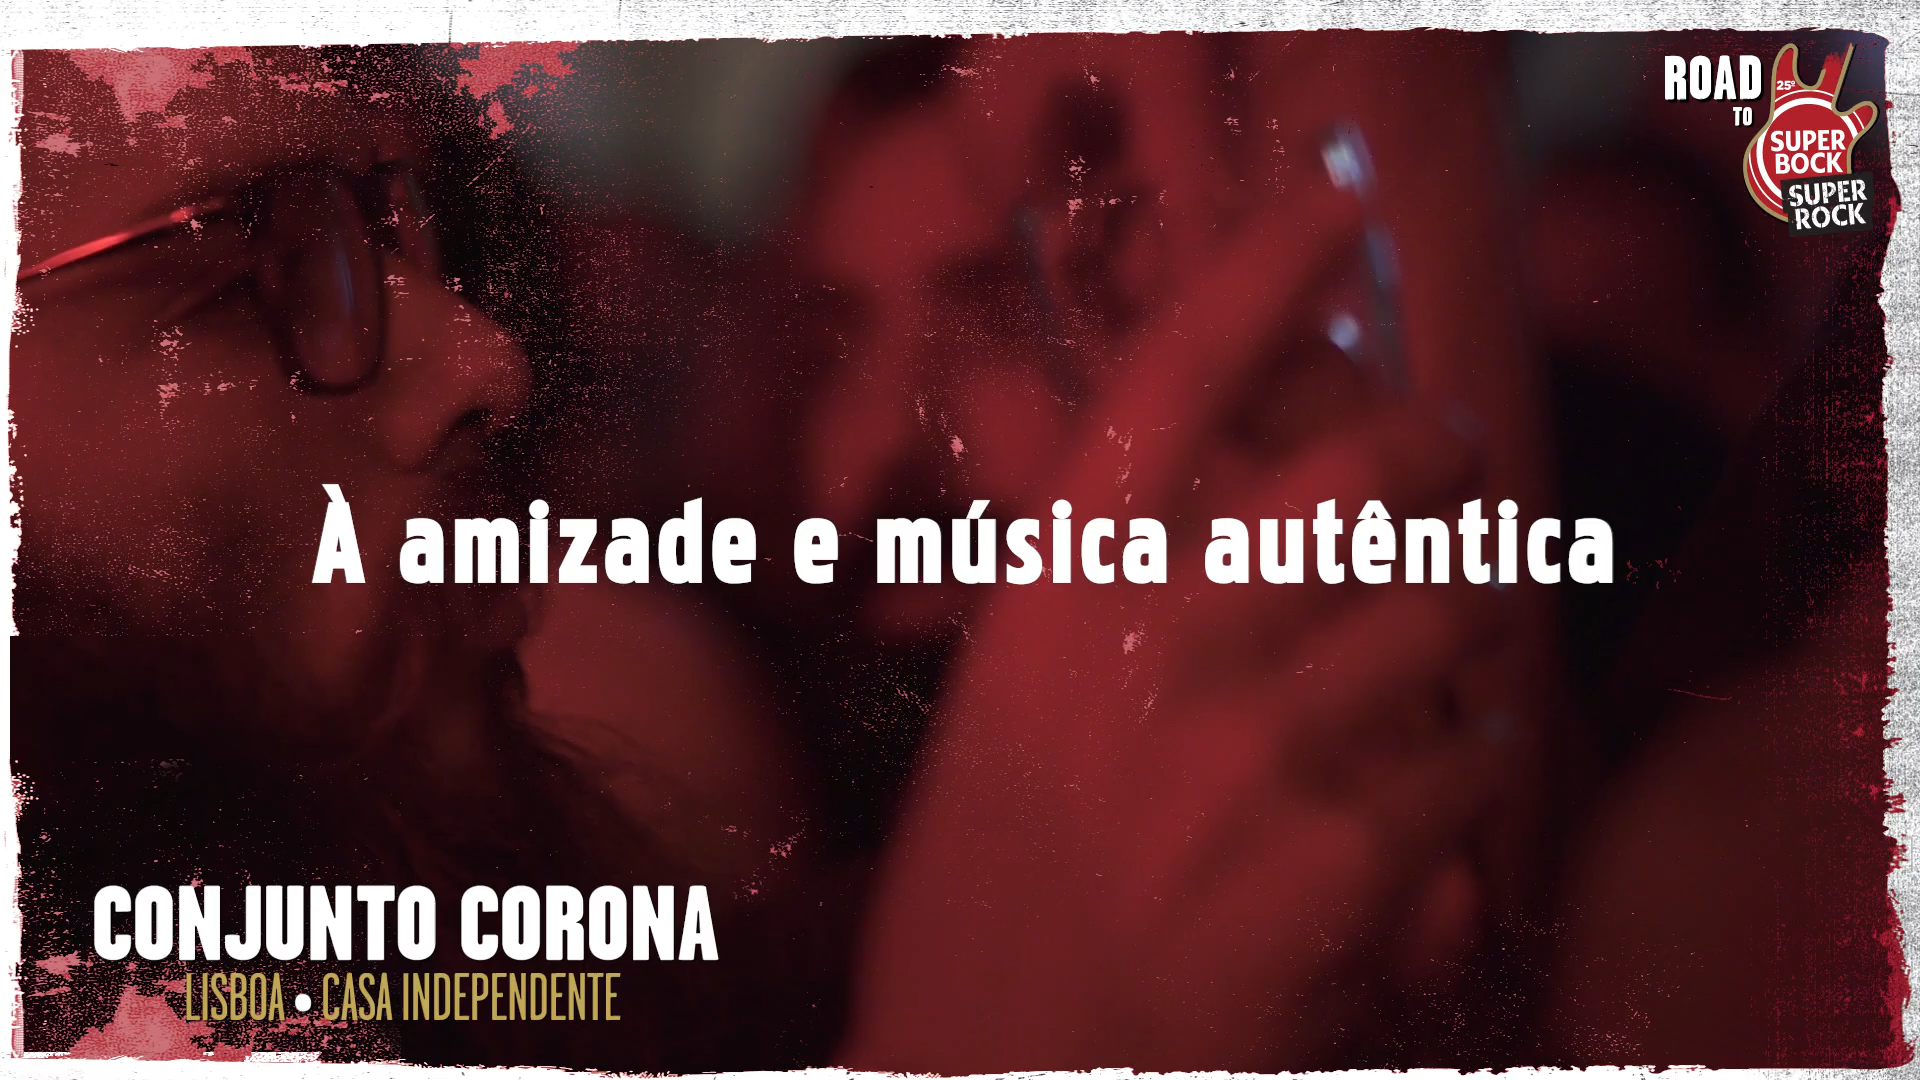 ROAD
TO
25º
SUPER
BOCK
SUPER
ROCK
À amizade e música autêntica
CONJUNTO CORONA
LISBOA • CASA INDEPENDENTE